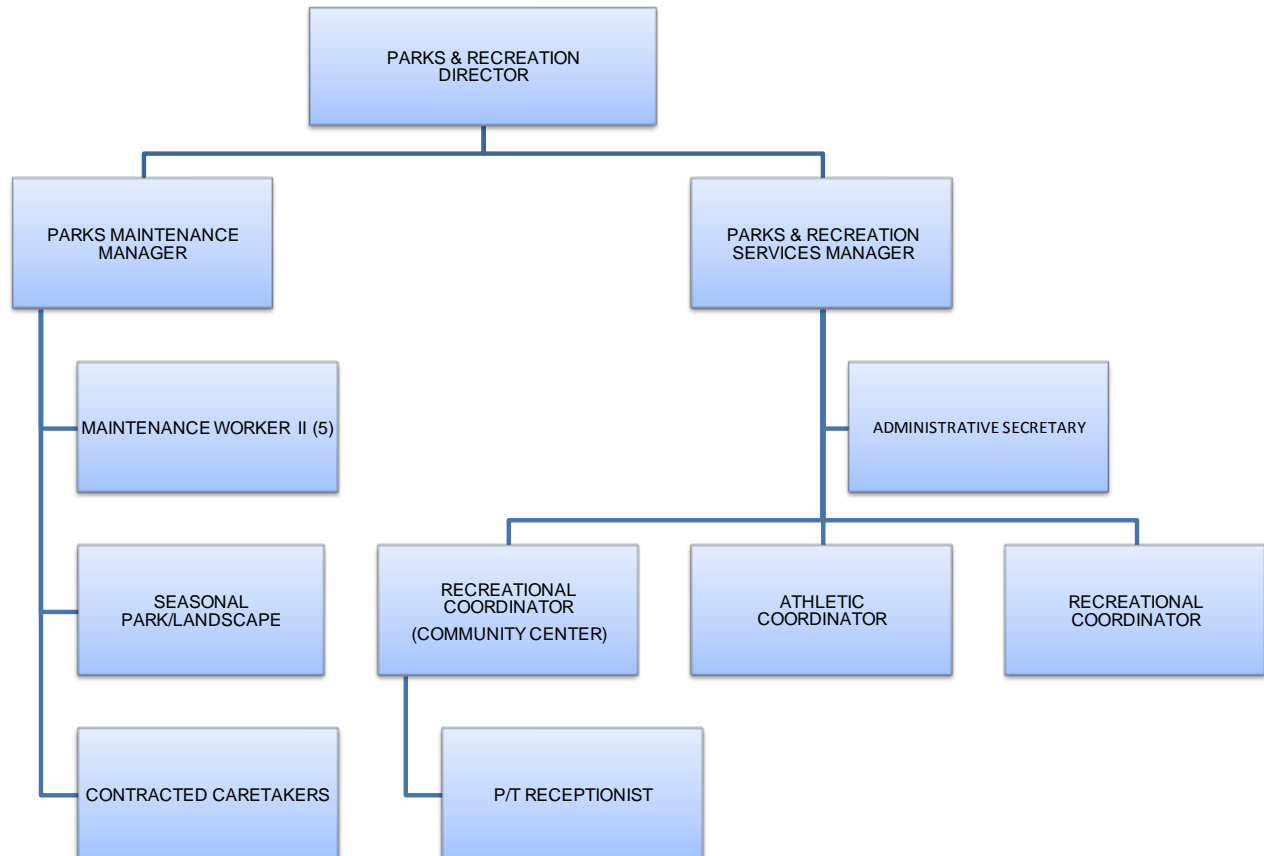 PARKS & RECREATION
DIRECTOR
PARKS MAINTENANCE
MANAGER
PARKS & RECREATION
SERVICES MANAGER
MAINTENANCE WORKER II (5)
ADMINISTRATIVE SECRETARY
SEASONAL
PARK/LANDSCAPE
RECREATIONAL
COORDINATOR
(COMMUNITY CENTER)
ATHLETIC
COORDINATOR
RECREATIONAL
COORDINATOR
CONTRACTED CARETAKERS
P/T RECEPTIONIST